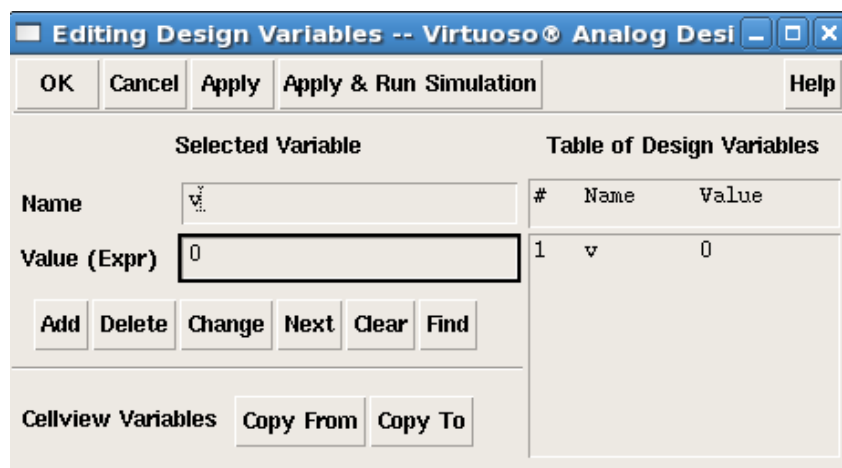 Editing Design Variables -- Virtuoso® Analog Desi
OK Cancel Apply Apply & Run Simulation Help
Selected Variable
Name v
Value (Expr) 0
Add Delete Change Next Clear Find
Cellview Variables Copy From Copy To
Table of Design Variables
# Name Value
1 v 0